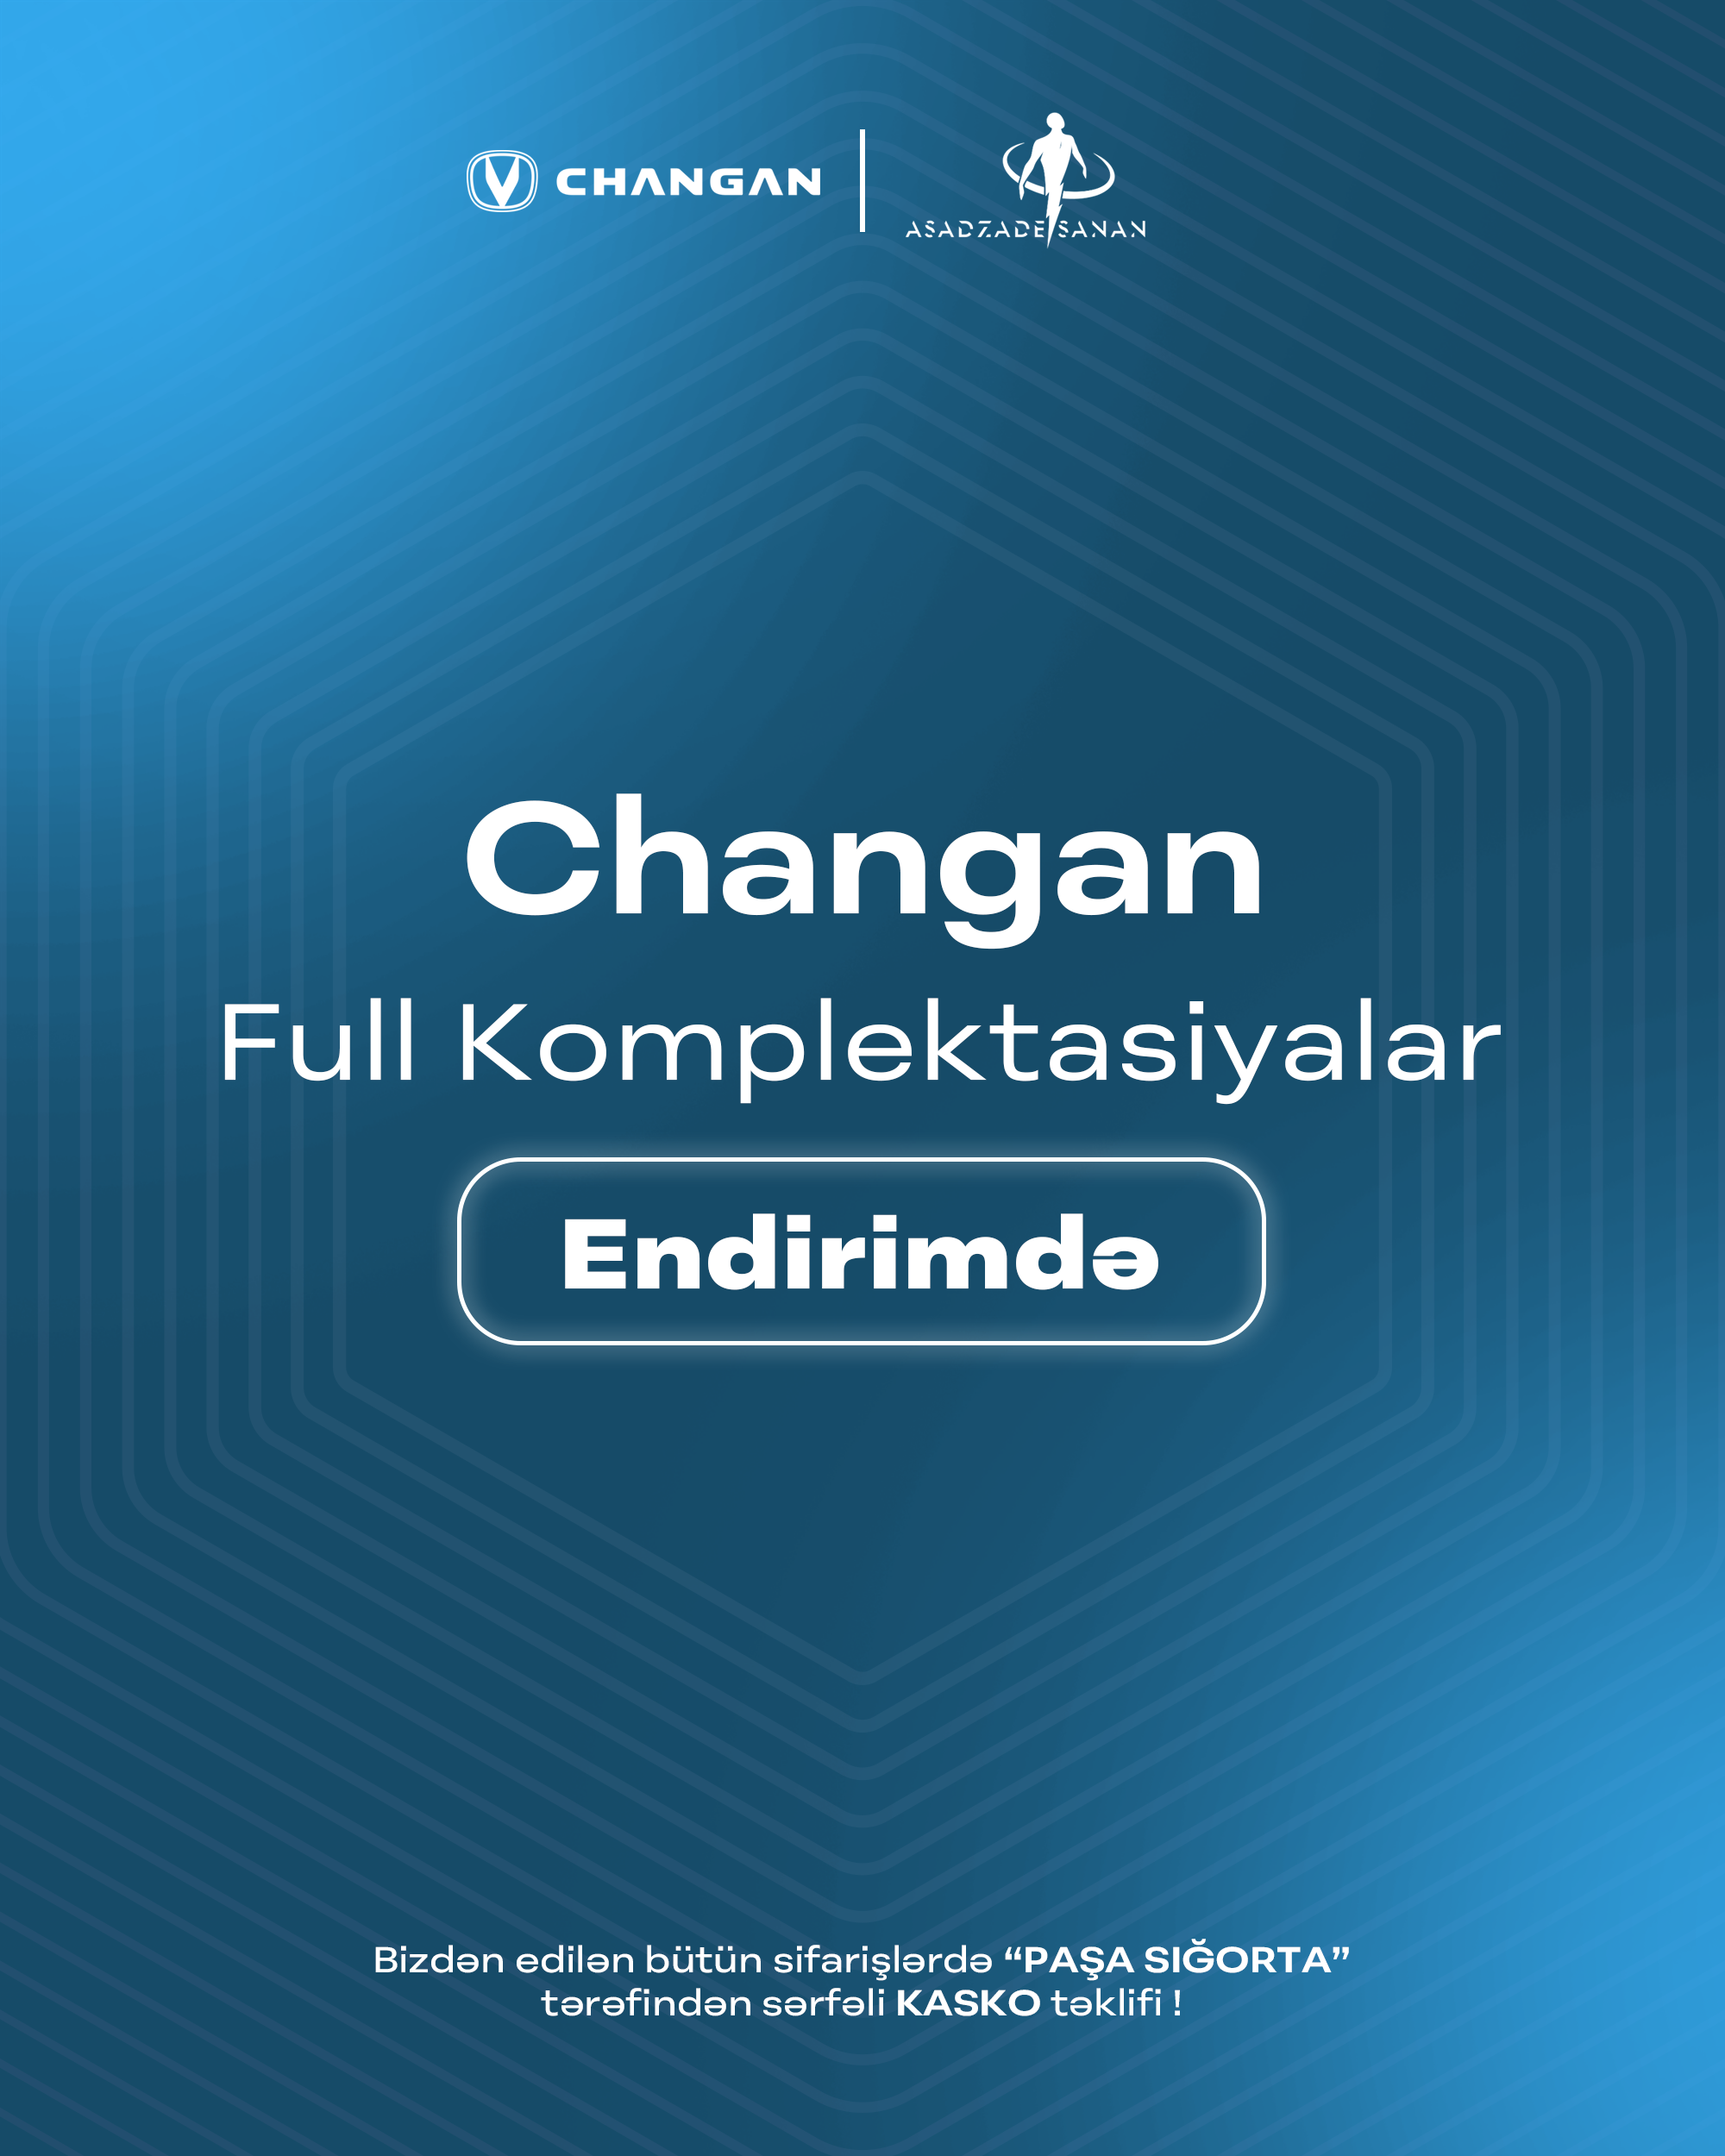 CHANGAN
ASADZADE SANAN
Changan
Full Komplektasiyalar
Endirimdə
Bizdən edilən bütün sifarişlərdə “PAŞA SIĞORTA”
tərəfindən sərfəli KASKO təklifi !